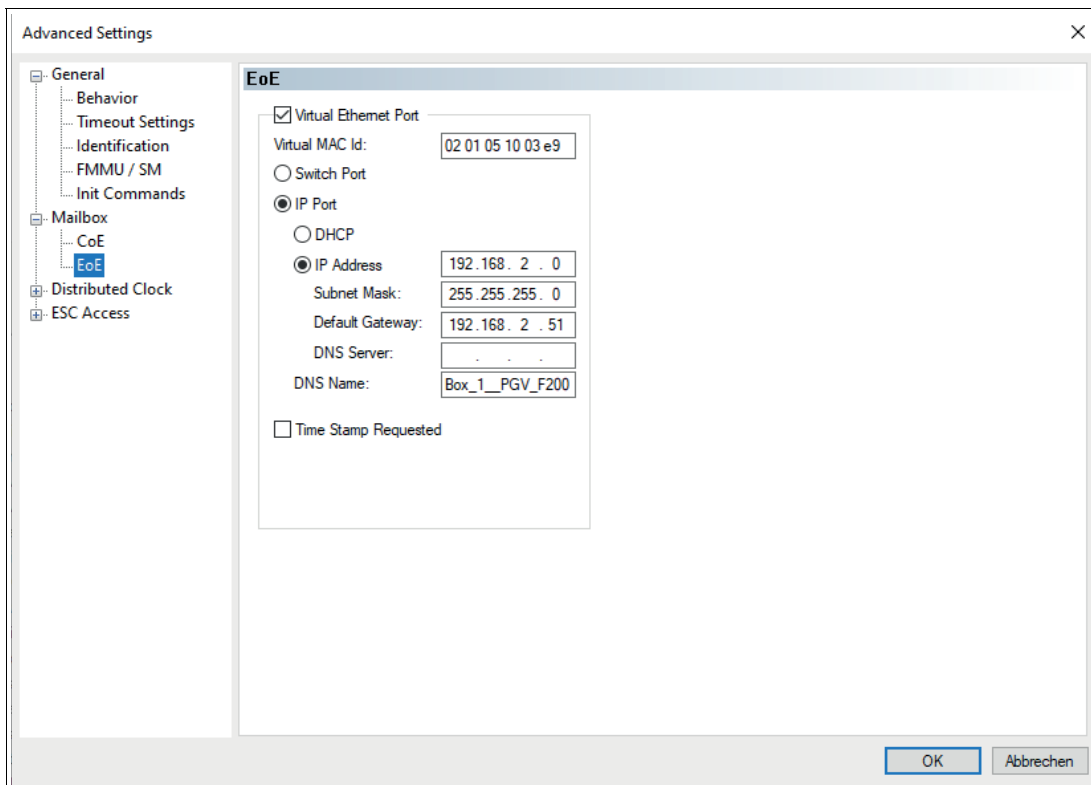 Advanced Settings
General
Behavior
Timeout Settings
Identification
FMMU / SM
Init Commands
Mailbox
CoE
EoE
Distributed Clock
ESC Access
EoE
Virtual Ethernet Port
Virtual MAC Id: 02 01 05 10 03 e9
Switch Port
IP Port
DHCP
IP Address 192.168. 2 . 0
Subnet Mask: 255.255.255. 0
Default Gateway: 192.168. 2 . 51
DNS Server: . . .
DNS Name: Box_1__PGV_F200
Time Stamp Requested
OK Abbrechen